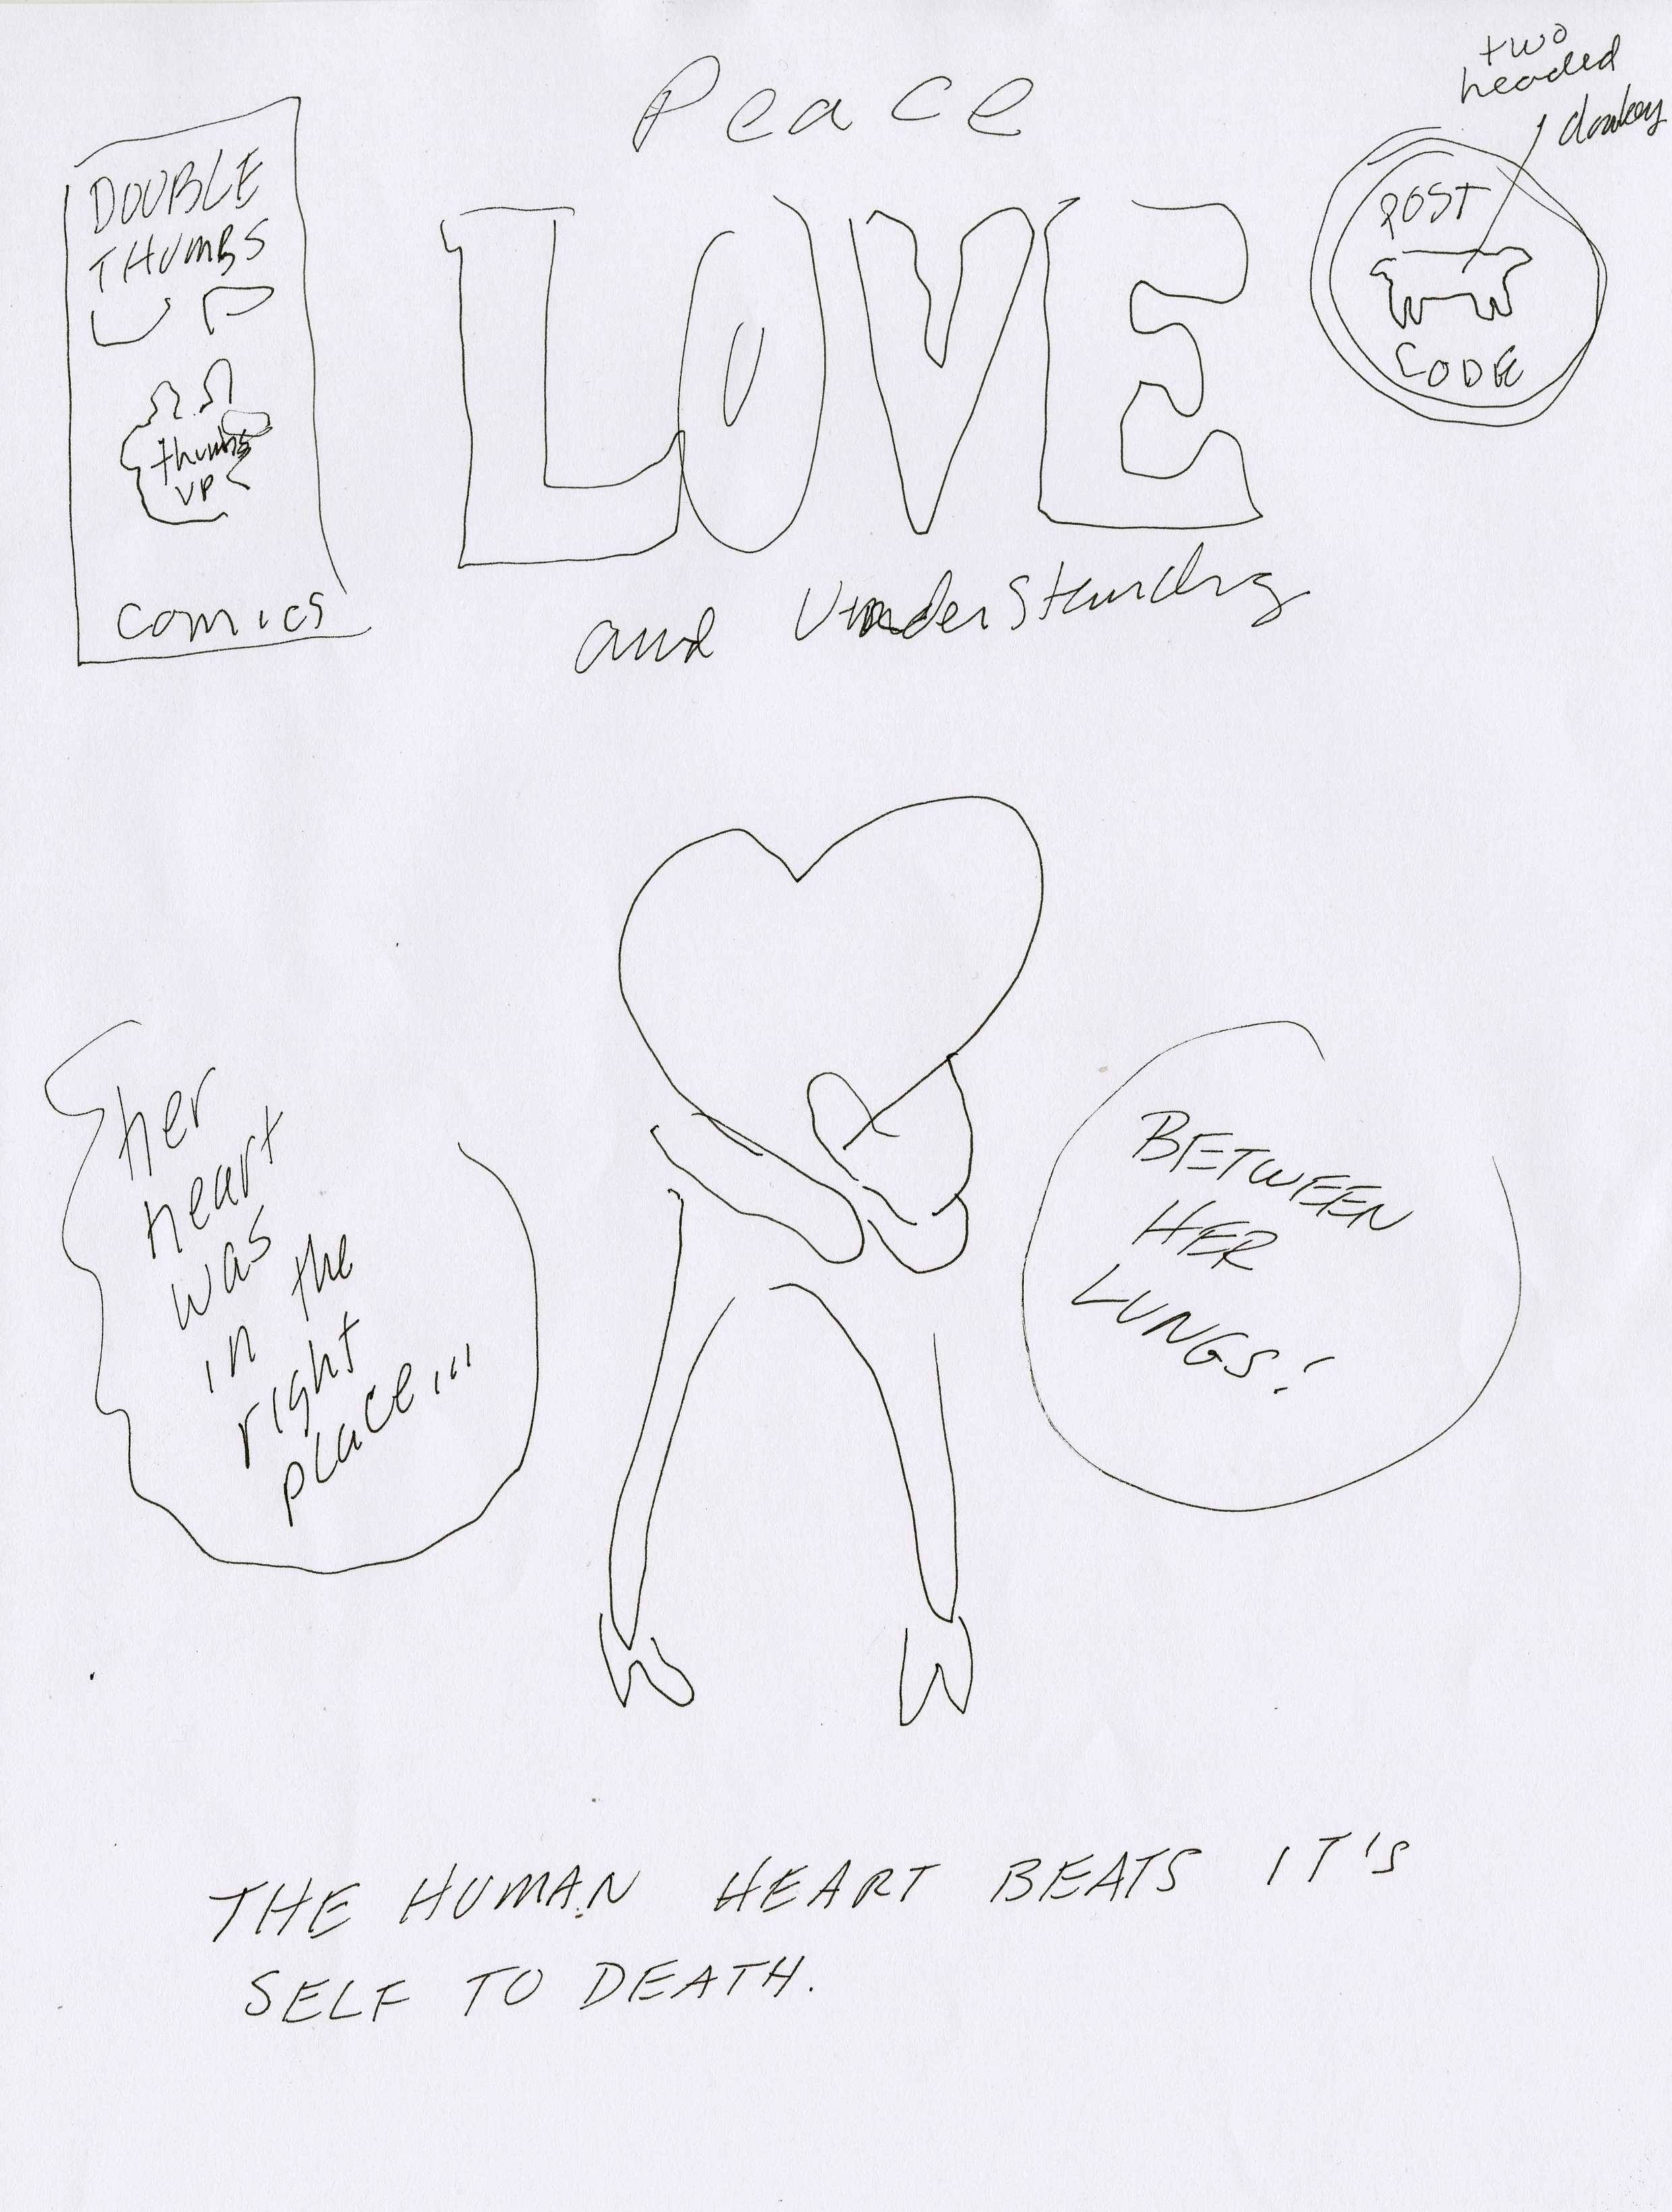 Peace
LOVE
and Understanding
DOUBLE
THUMBS
UP
thumbs
UP
comics
two
headed
donkey
POST
CODE
her
heart
was
in the
right
place...
BETWEEN
HER
LUNGS!
THE HUMAN HEART BEATS IT'S
SELF TO DEATH.